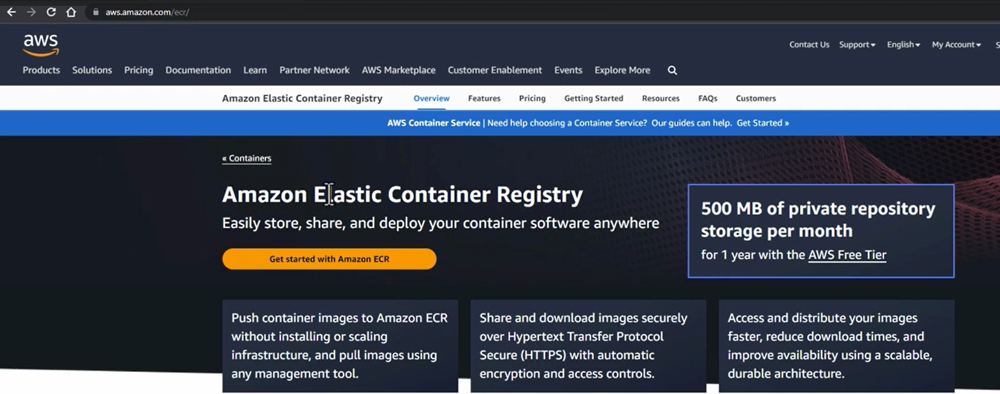 aws.amazon.com/ecr/
aws
Contact Us Support English My Account
Products Solutions Pricing Documentation Learn Partner Network AWS Marketplace Customer Enablement Events Explore More
Amazon Elastic Container Registry Overview Features Pricing Getting Started Resources FAQs Customers
AWS Container Service | Need help choosing a Container Service? Our guides can help. Get Started »
« Containers
Amazon Elastic Container Registry
Easily store, share, and deploy your container software anywhere
Get started with Amazon ECR
500 MB of private repository
storage per month
for 1 year with the AWS Free Tier
Push container images to Amazon ECR
without installing or scaling
infrastructure, and pull images using
any management tool.
Share and download images securely
over Hypertext Transfer Protocol
Secure (HTTPS) with automatic
encryption and access controls.
Access and distribute your images
faster, reduce download times, and
improve availability using a scalable,
durable architecture.